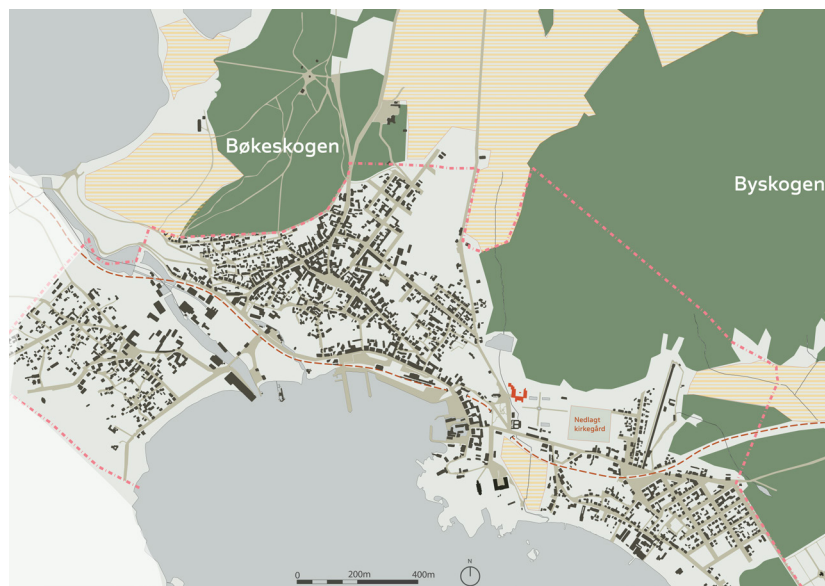 Bøkeskogen
Byskogen
Nedlagt
kirkegård
N
0
200m
400m